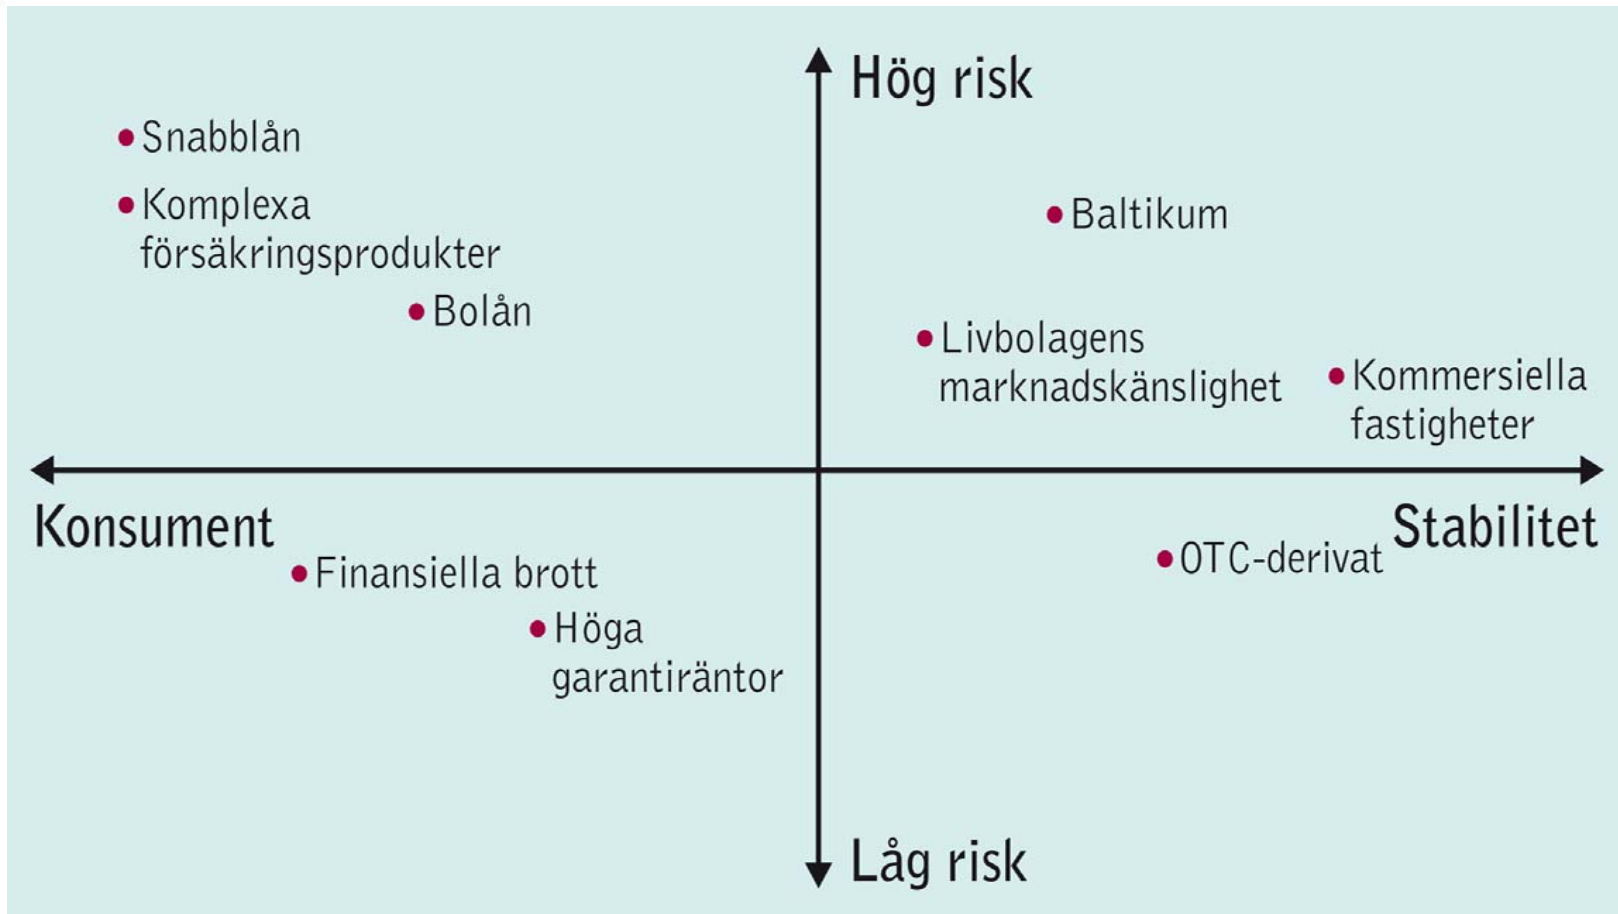 Hög risk
Snabblån
Komplexa
försäkringsprodukter
Baltikum
Bolån
Livbolagens
marknadskänslighet
Kommersiella
fastigheter
Konsument
Stabilitet
Finansiella brott
OTC-derivat
Höga
garantiräntor
Låg risk